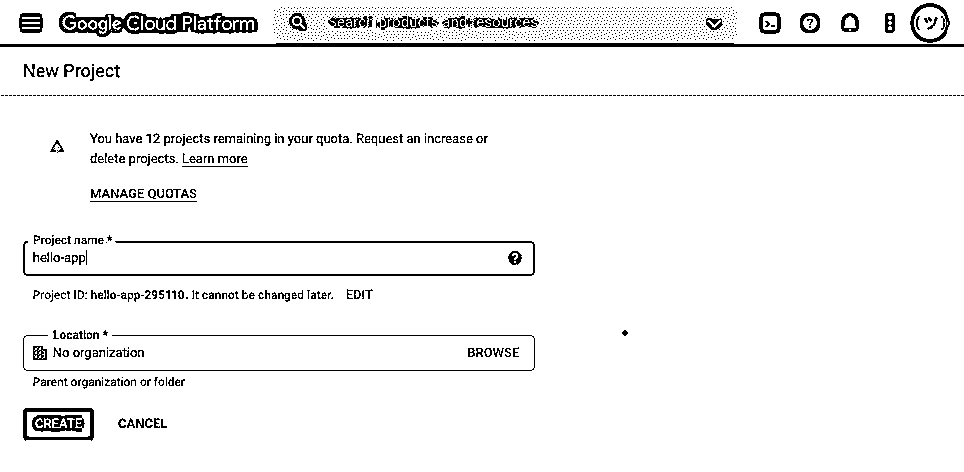 Google Cloud Platform
Search products and resources
(ツ)
New Project
You have 12 projects remaining in your quota. Request an increase or
delete projects. Learn more
MANAGE QUOTAS
Project name *
hello-app
Project ID: hello-app-295110. It cannot be changed later. EDIT
Location *
No organization BROWSE
Parent organization or folder
CREATE CANCEL